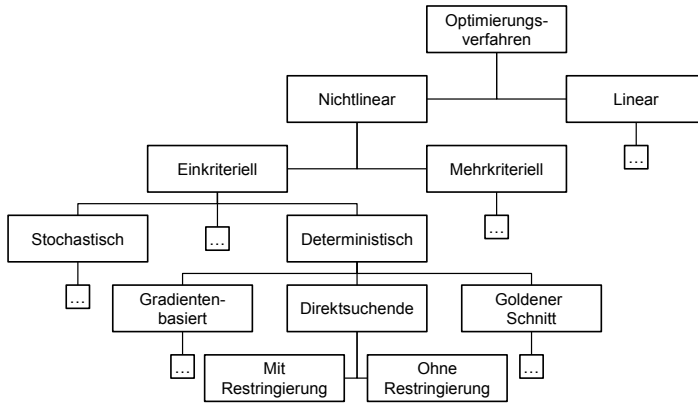 Optimierungs-
verfahren
Nichtlinear
Linear
...
Einkriteriell
Mehrkriteriell
Stochastisch
...
Deterministisch
...
...
Gradienten-
basiert
Direktsuchende
Goldener
Schnitt
...
...
Mit
Restringierung
Ohne
Restringierung